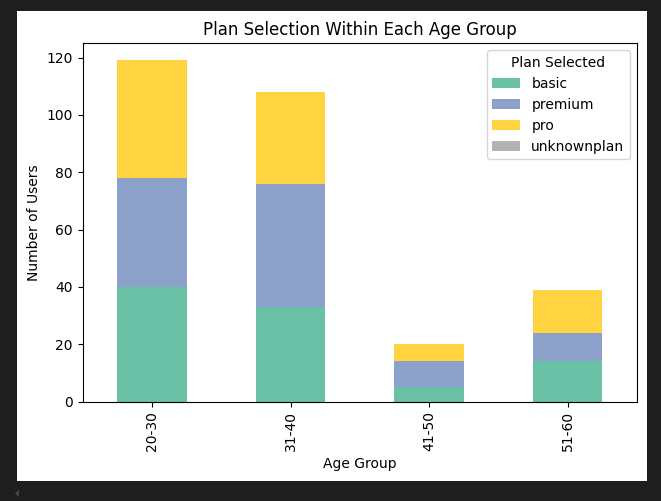 Plan Selection Within Each Age Group
Number of Users
120
100
80
60
40
20
0
Plan Selected
basic
premium
pro
unknownplan
20-30
31-40
41-50
51-60
Age Group